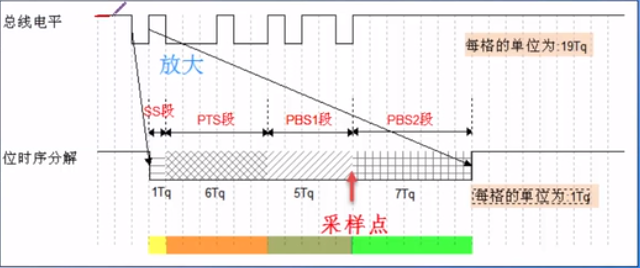 总线电平
每格的单位为:19Tq
放大
SS段
PTS段
PBS1段
PBS2段
位时序分解
1Tq
6Tq
5Tq
7Tq
每格的单位为:1Tq
采样点